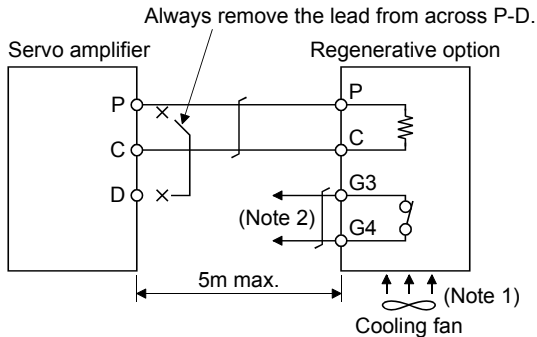 Always remove the lead from across P-D.
Servo amplifier
Regenerative option
P
P
C
C
D
G3
(Note 2)
G4
5m max.
(Note 1)
Cooling fan